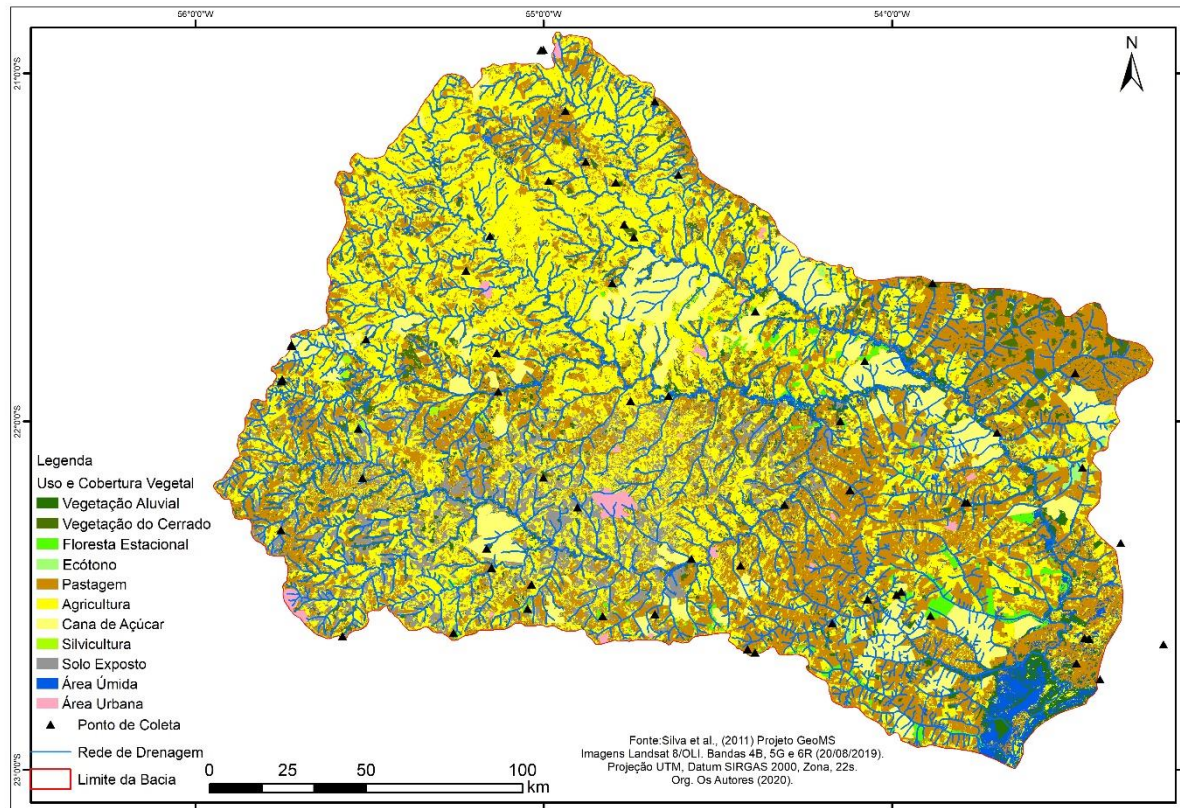 56°0'0"W
55°0'0"W
54°0'0"W
N
21°0'0"S
22°0'0"S
23°0'0"S
Legenda
Uso e Cobertura Vegetal
Vegetação Aluvial
Vegetação do Cerrado
Floresta Estacional
Ecótono
Pastagem
Agricultura
Cana de Açúcar
Silvicultura
Solo Exposto
Área Úmida
Área Urbana
Ponto de Coleta
Rede de Drenagem
Limite da Bacia
0 25 50 100
km
Fonte:Silva et al., (2011) Projeto GeoMS
Imagens Landsat 8/OLI. Bandas 4B, 5G e 6R (20/08/2019).
Projeção UTM, Datum SIRGAS 2000, Zona, 22s.
Org. Os Autores (2020).